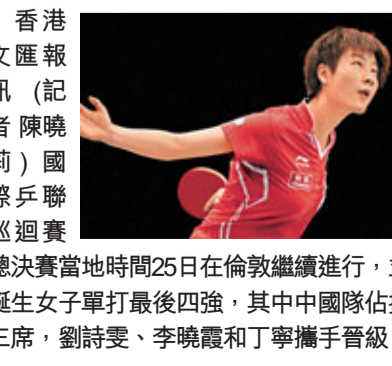 香港
文匯報
訊 (記
者 陳曉
莉) 國
際乒聯
巡迴賽
總決賽當地時間25日在倫敦繼續進行,
誕生女子單打最後四強,其中中國隊佔
三席,劉詩雯、李曉霞和丁寧攜手晉級